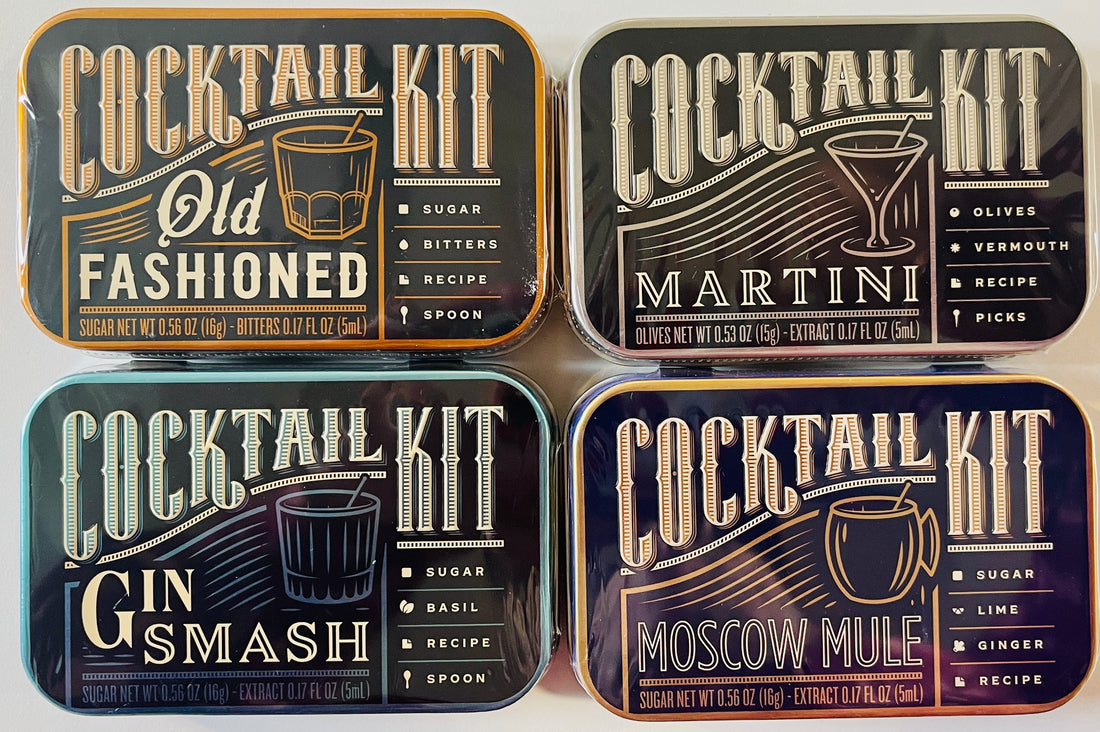 COCKTAIL KIT
Old
FASHIONED
SUGAR
BITTERS
RECIPE
SPOON
SUGAR NET WT 0.56 OZ (16g) - BITTERS 0.17 FL OZ (5mL)
COCKTAIL KIT
MARTINI
OLIVES
VERMOUTH
RECIPE
PICKS
OLIVES NET WT 0.53 OZ (15g) - EXTRACT 0.17 FL OZ (5mL)
COCKTAIL KIT
GIN
SMASH
SUGAR
BASIL
RECIPE
SPOON
SUGAR NET WT 0.56 OZ (16g) - EXTRACT 0.17 FL OZ (5mL)
COCKTAIL KIT
MOSCOW MULE
SUGAR
LIME
GINGER
RECIPE
SUGAR NET WT 0.56 OZ (16g) - EXTRACT 0.17 FL OZ (5mL)